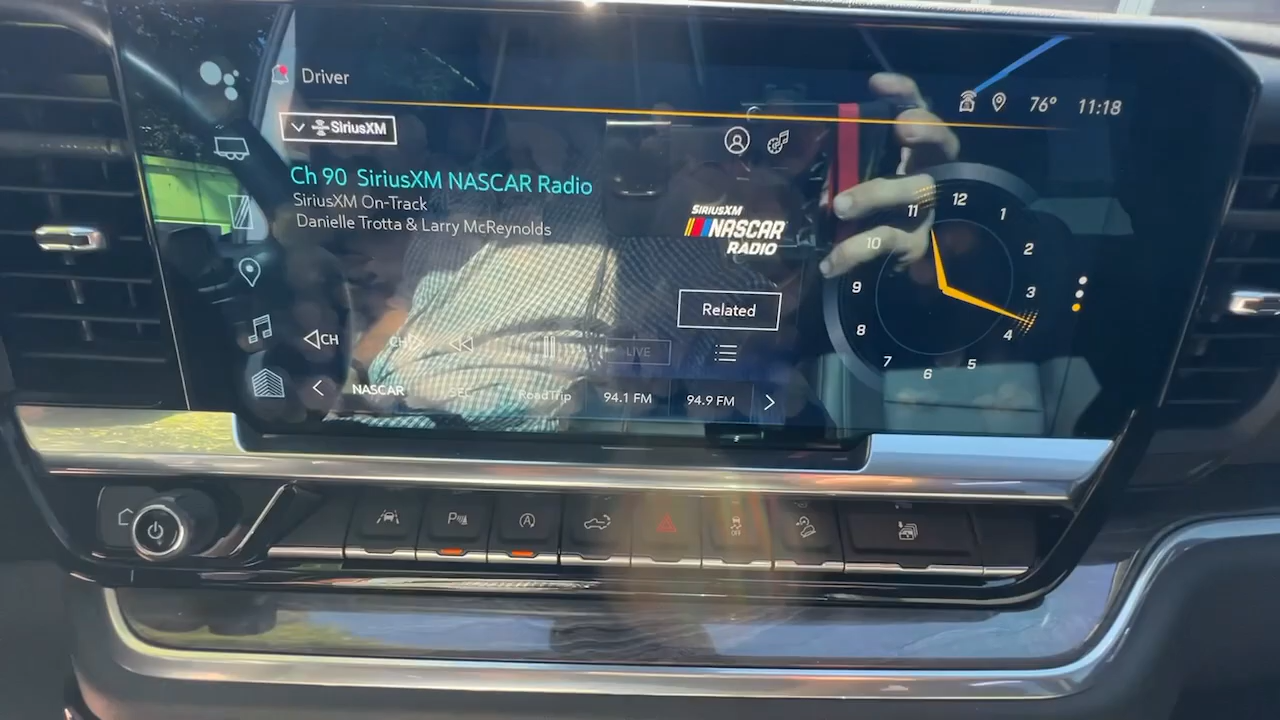 Driver
76° 11:18
SiriusXM
Ch 90 SiriusXM NASCAR Radio
SiriusXM On-Track
Danielle Trotta & Larry McReynolds
SIRIUSXM
NASCAR
RADIO
Related
12
1
2
3
4
5
6
7
8
9
10
11
CH
CH
LIVE
NASCAR
RoadTrip
94.1 FM
94.9 FM
P
A
OFF